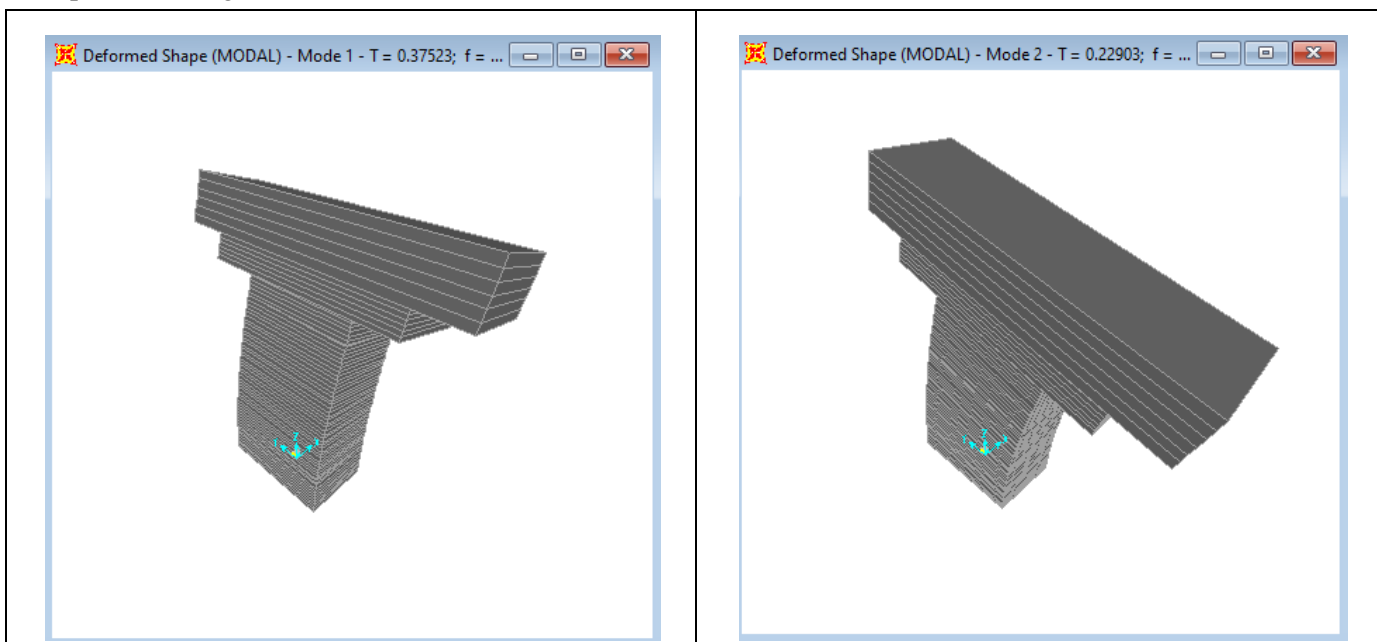 Deformed Shape (MODAL) - Mode 1 - T = 0.37523; f = ...
Deformed Shape (MODAL) - Mode 2 - T = 0.22903; f = ...
Z
Z